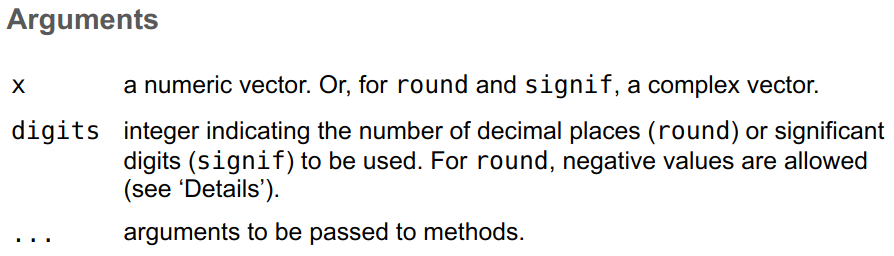 Arguments
x a numeric vector. Or, for round and signif, a complex vector.
digits integer indicating the number of decimal places (round) or significant
digits (signif) to be used. For round, negative values are allowed
(see ‘Details’).
... arguments to be passed to methods.